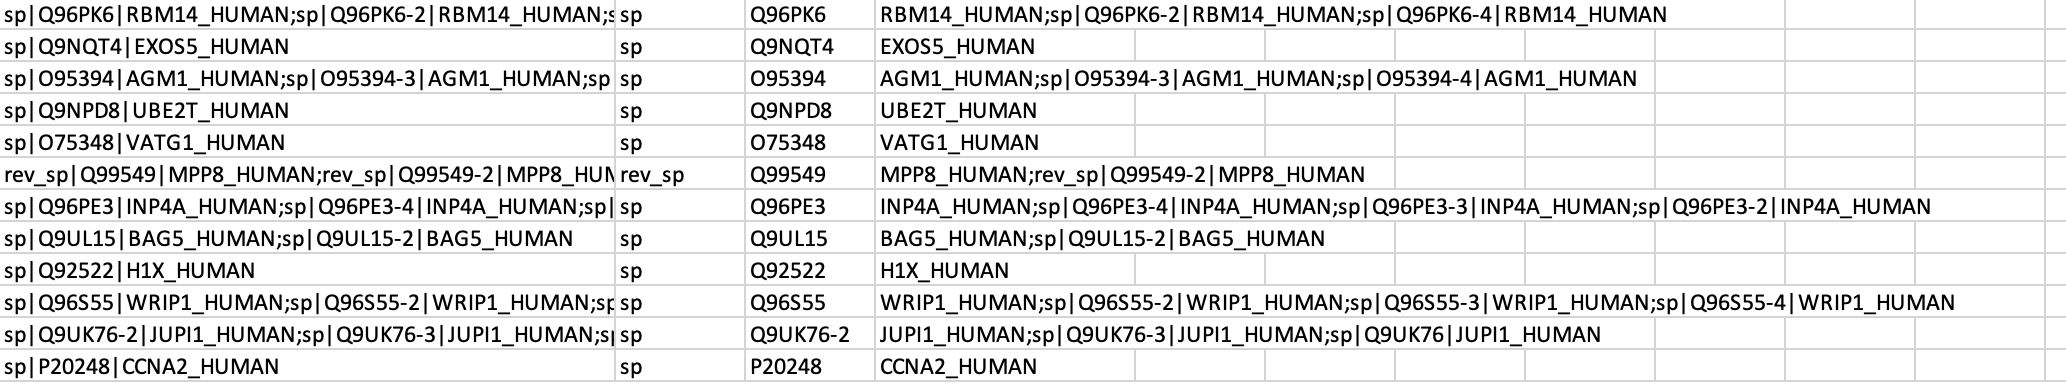 sp|Q96PK6|RBM14_HUMAN;sp|Q96PK6-2|RBM14_HUMAN;s sp Q96PK6 RBM14_HUMAN;sp|Q96PK6-2|RBM14_HUMAN;sp|Q96PK6-4|RBM14_HUMAN
sp|Q9NQT4|EXOS5_HUMAN sp Q9NQT4 EXOS5_HUMAN
sp|O95394|AGM1_HUMAN;sp|O95394-3|AGM1_HUMAN;sp sp O95394 AGM1_HUMAN;sp|O95394-3|AGM1_HUMAN;sp|O95394-4|AGM1_HUMAN
sp|Q9NPD8|UBE2T_HUMAN sp Q9NPD8 UBE2T_HUMAN
sp|O75348|VATG1_HUMAN sp O75348 VATG1_HUMAN
rev_sp|Q99549|MPP8_HUMAN;rev_sp|Q99549-2|MPP8_HUM rev_sp Q99549 MPP8_HUMAN;rev_sp|Q99549-2|MPP8_HUMAN
sp|Q96PE3|INP4A_HUMAN;sp|Q96PE3-4|INP4A_HUMAN;sp| sp Q96PE3 INP4A_HUMAN;sp|Q96PE3-4|INP4A_HUMAN;sp|Q96PE3-3|INP4A_HUMAN;sp|Q96PE3-2|INP4A_HUMAN
sp|Q9UL15|BAG5_HUMAN;sp|Q9UL15-2|BAG5_HUMAN sp Q9UL15 BAG5_HUMAN;sp|Q9UL15-2|BAG5_HUMAN
sp|Q92522|H1X_HUMAN sp Q92522 H1X_HUMAN
sp|Q96S55|WRIP1_HUMAN;sp|Q96S55-2|WRIP1_HUMAN;sp sp Q96S55 WRIP1_HUMAN;sp|Q96S55-2|WRIP1_HUMAN;sp|Q96S55-3|WRIP1_HUMAN;sp|Q96S55-4|WRIP1_HUMAN
sp|Q9UK76-2|JUPI1_HUMAN;sp|Q9UK76-3|JUPI1_HUMAN;sp sp Q9UK76-2 JUPI1_HUMAN;sp|Q9UK76-3|JUPI1_HUMAN;sp|Q9UK76|JUPI1_HUMAN
sp|P20248|CCNA2_HUMAN sp P20248 CCNA2_HUMAN